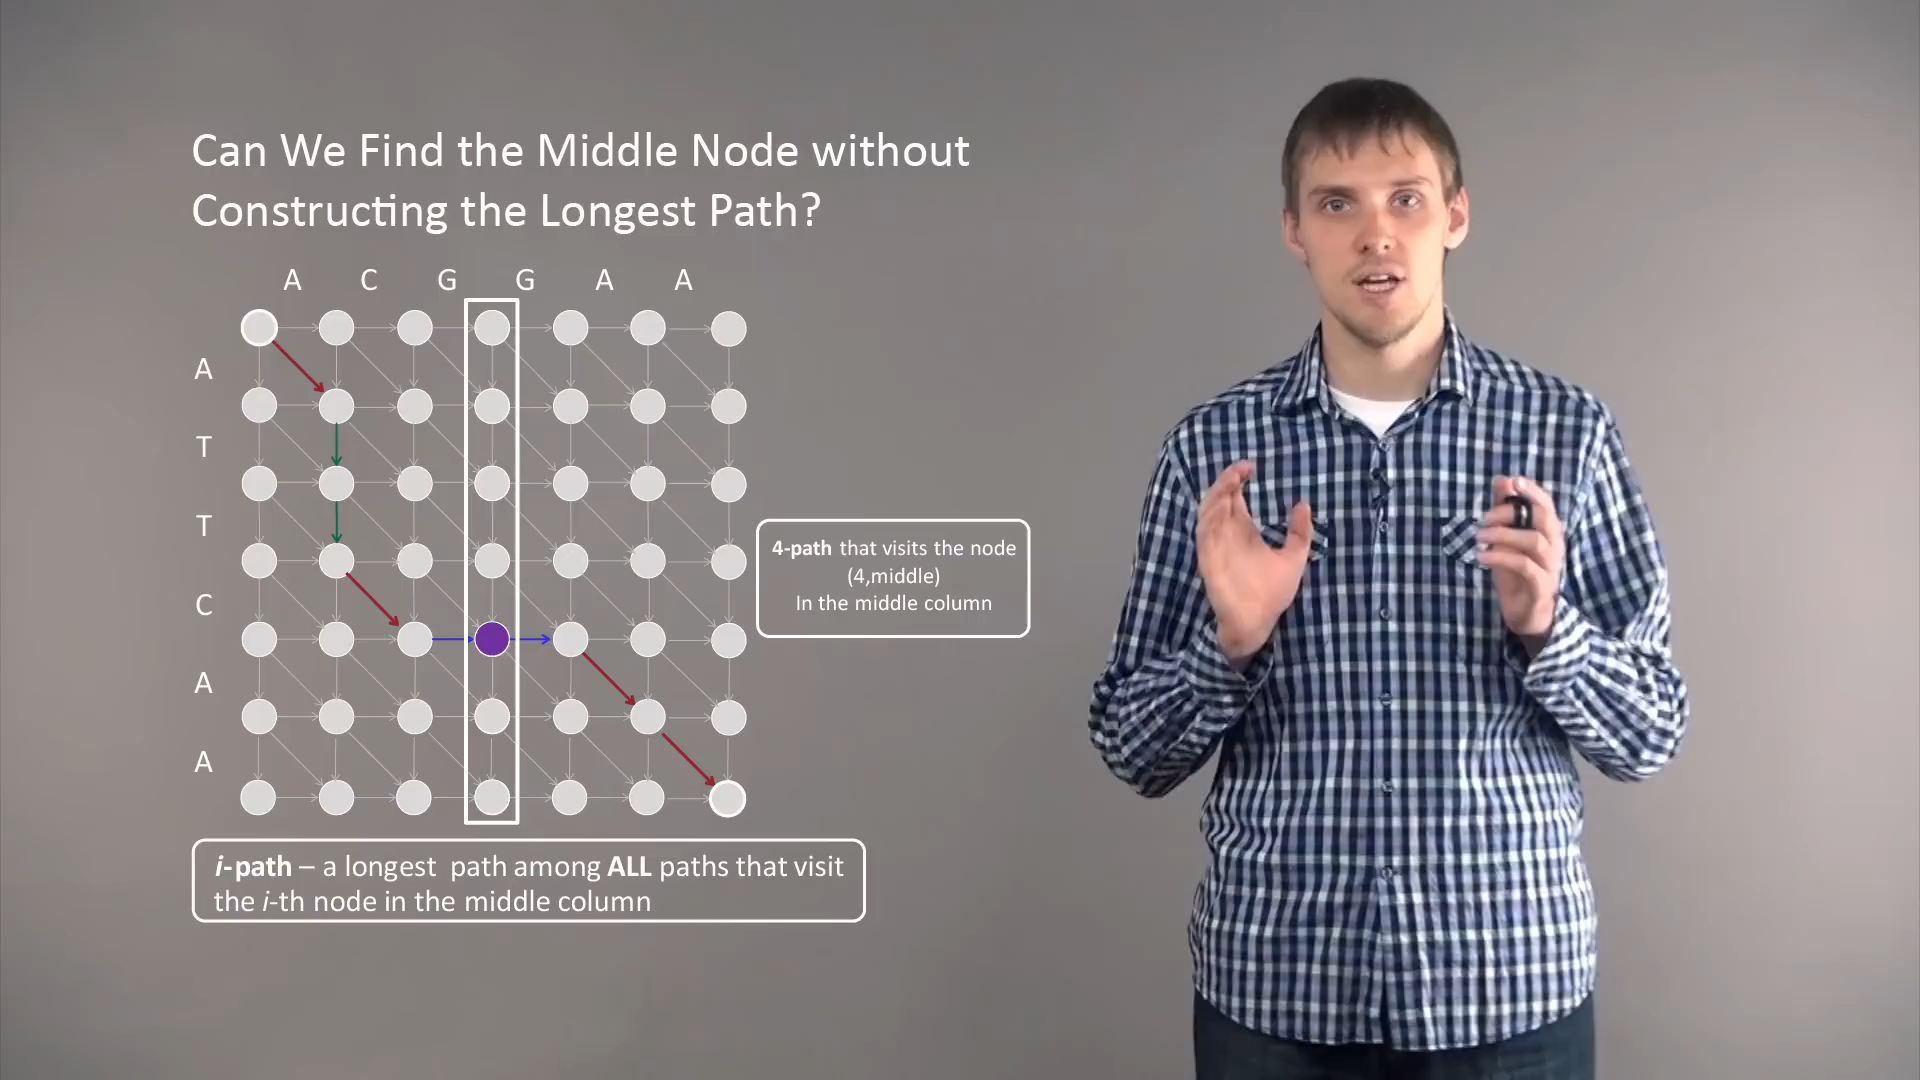 Can We Find the Middle Node without
Constructing the Longest Path?
A C G G A A
A
T
T
C
A
A
4-path that visits the node
(4,middle)
In the middle column
i-path – a longest path among ALL paths that visit
the i-th node in the middle column